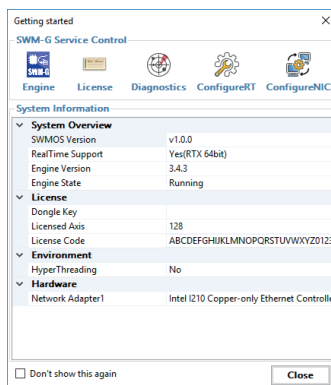 Getting started
SWM-G Service Control
SWM-G
Engine License Diagnostics ConfigureRT ConfigureNIC
System Information
System Overview
SWMOS Version v1.0.0
RealTime Support Yes(RTX 64bit)
Engine Version 3.4.3
Engine State Running
License
Dongle Key
Licensed Axis 128
License Code ABCDEFGHIJKLMNOPQRSTUVWXYZ0123
Environment
HyperThreading No
Hardware
Network Adapter1 Intel I210 Copper-only Ethernet Controlle
Don't show this again Close